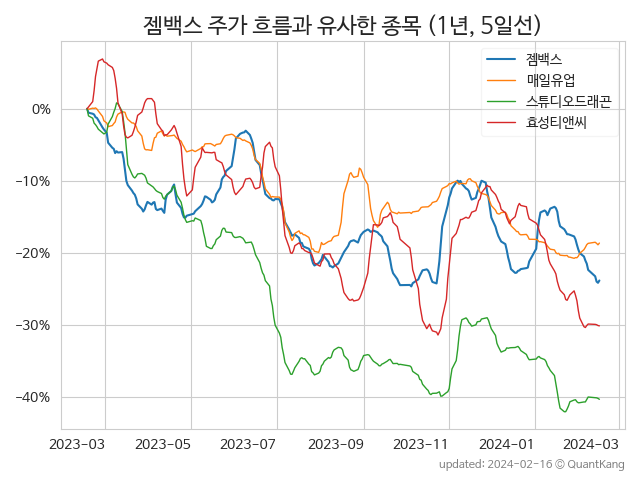 젬백스 주가 흐름과 유사한 종목 (1년, 5일선)
젬백스
매일유업
스튜디오드래곤
효성티앤씨
0%
−10%
−20%
−30%
−40%
2023-03 2023-05 2023-07 2023-09 2023-11 2024-01 2024-03
updated: 2024-02-16 © QuantKang